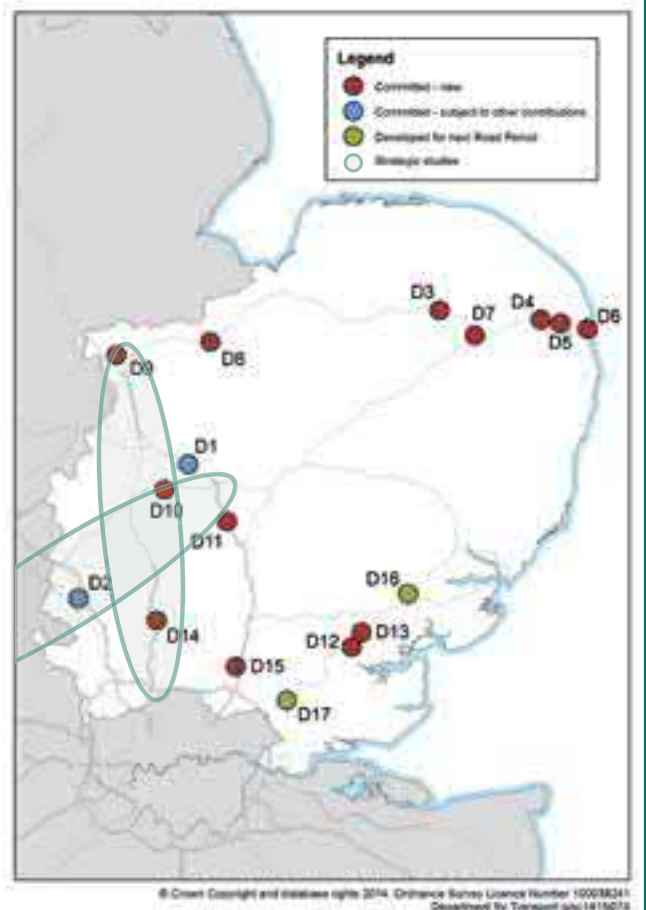 Legend
Committed - new
Committed - subject to other contributions
Developed for next Road Period
Strategic studies
D3
D7
D4
D5
D6
D8
D9
D1
D10
D11
D2
D14
D16
D13
D12
D15
D17
© Crown Copyright and database rights 2014. Ordnance Survey Licence Number
Department for Transport